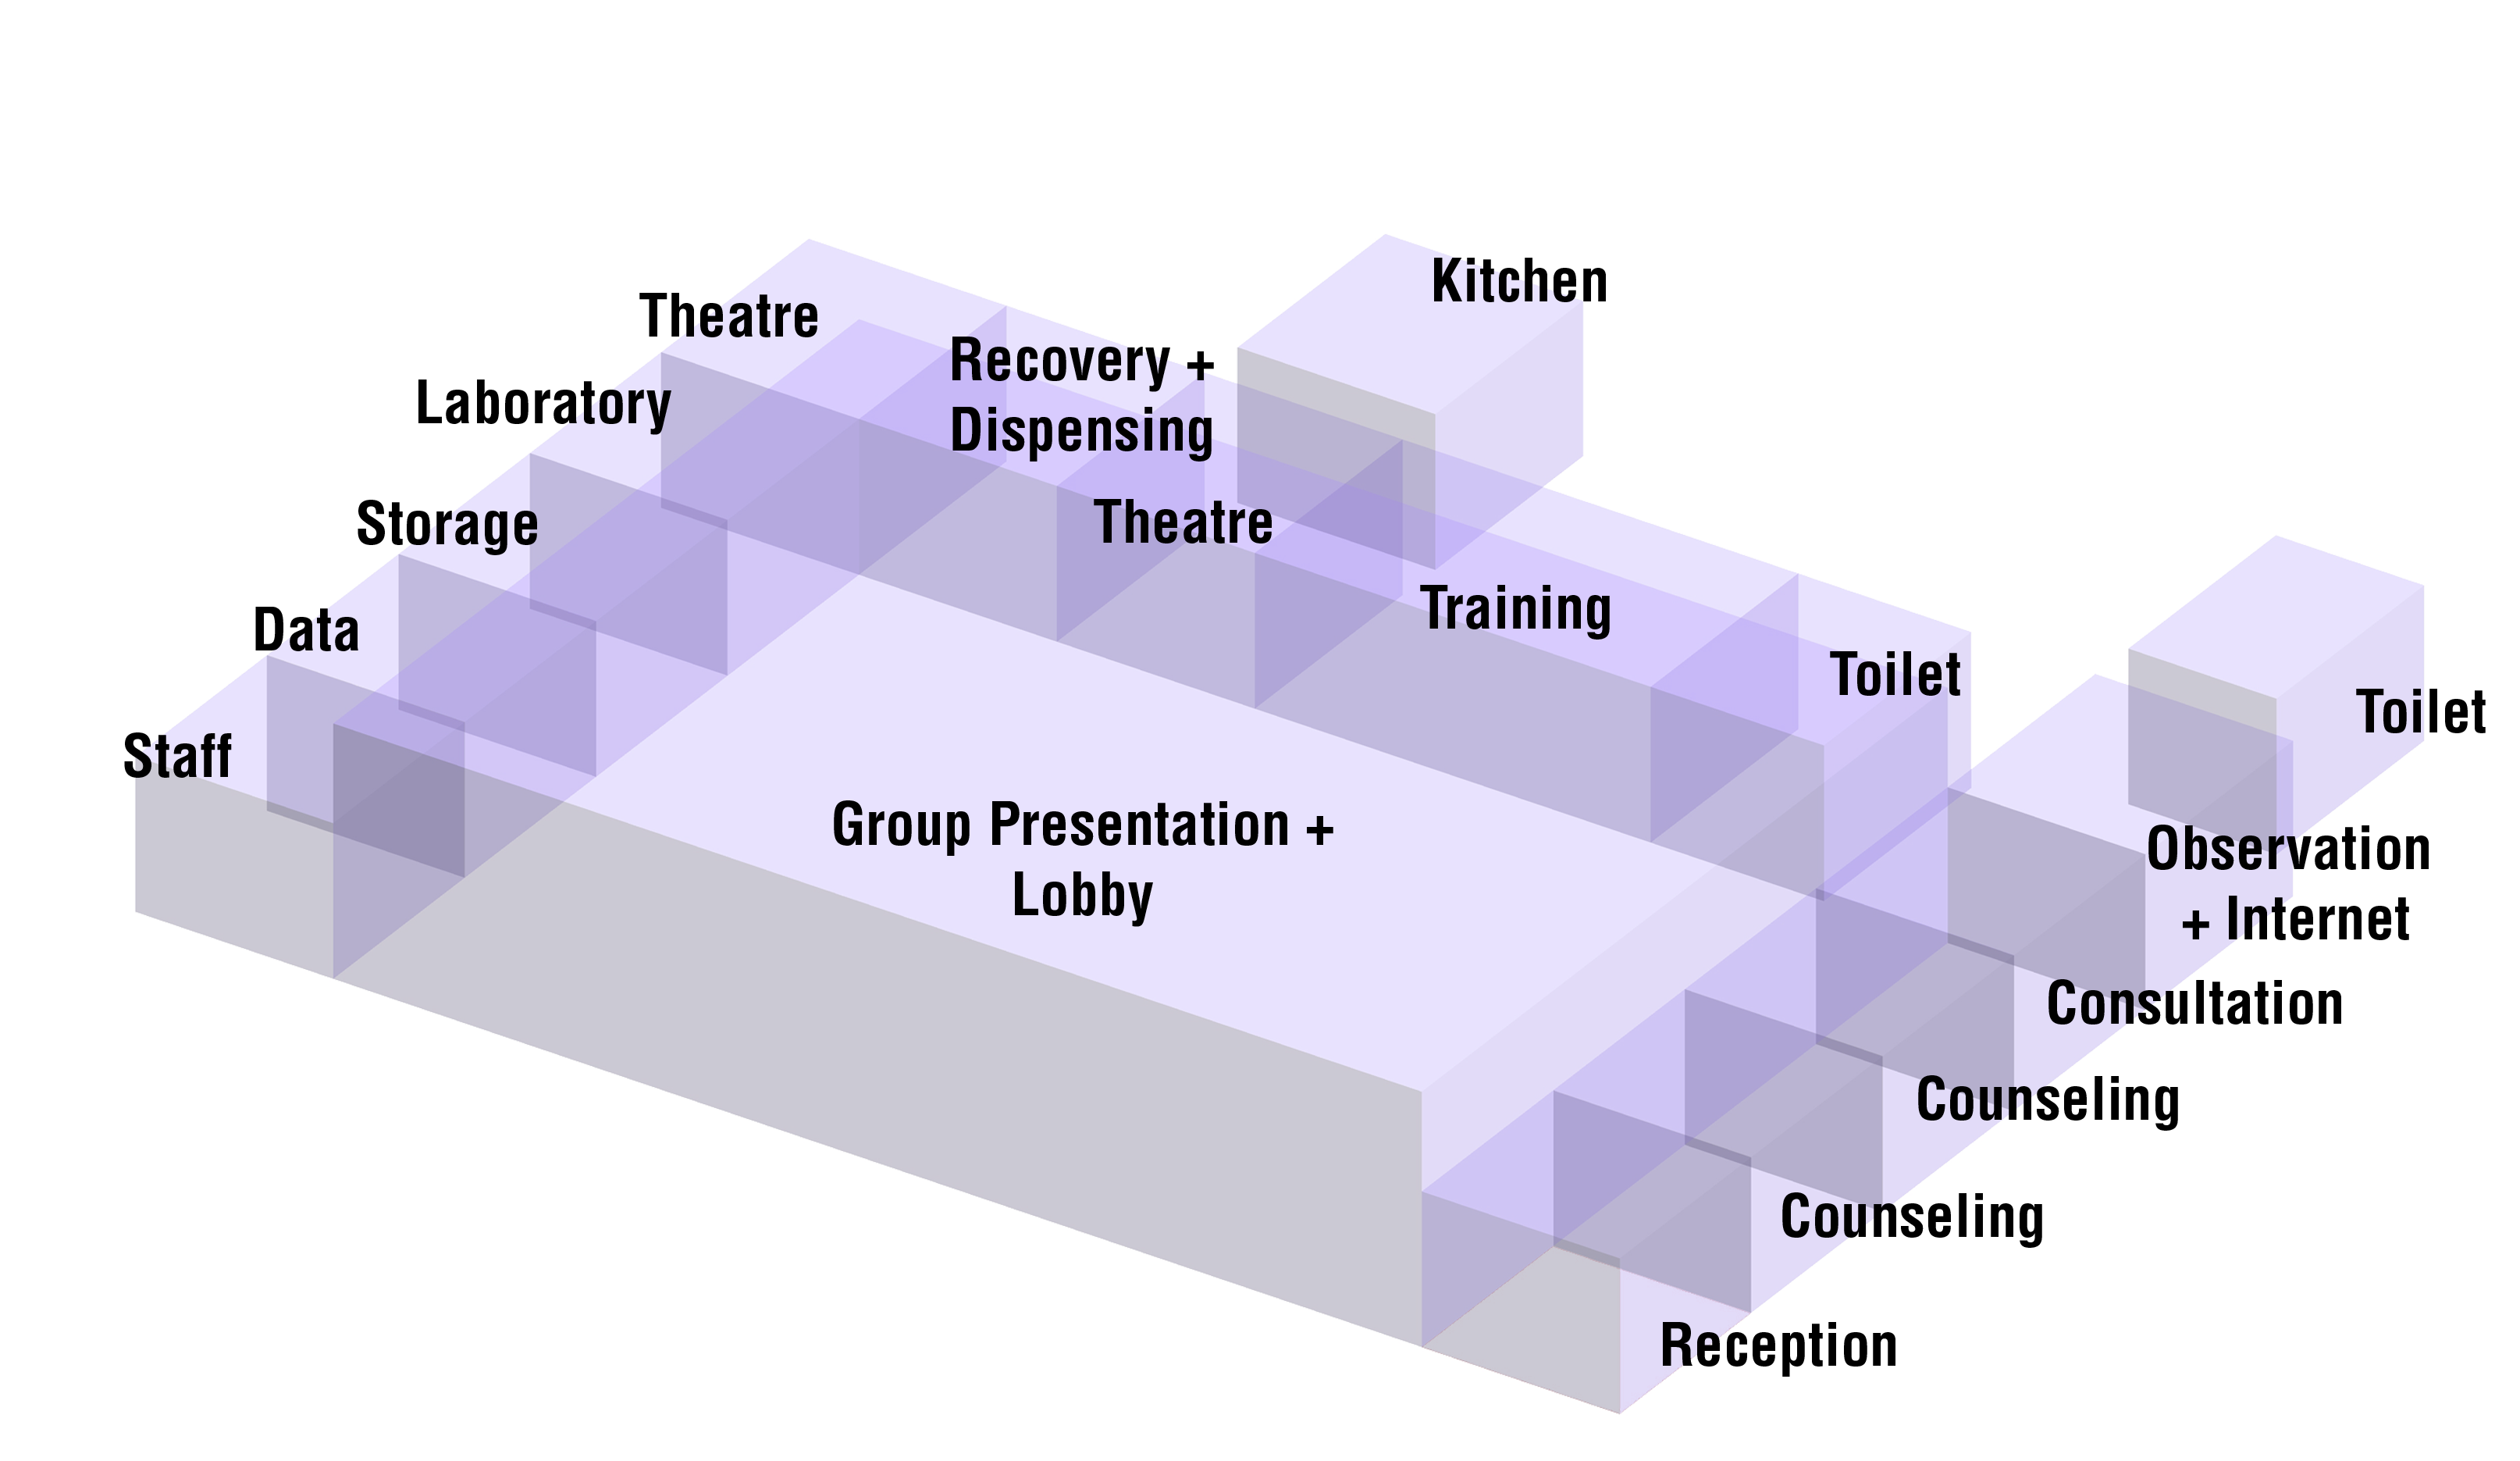 Kitchen
Theatre
Recovery +
Dispensing
Laboratory
Storage
Theatre
Training
Data
Toilet
Toilet
Staff
Group Presentation +
Lobby
Observation
+ Internet
Consultation
Counseling
Counseling
Reception